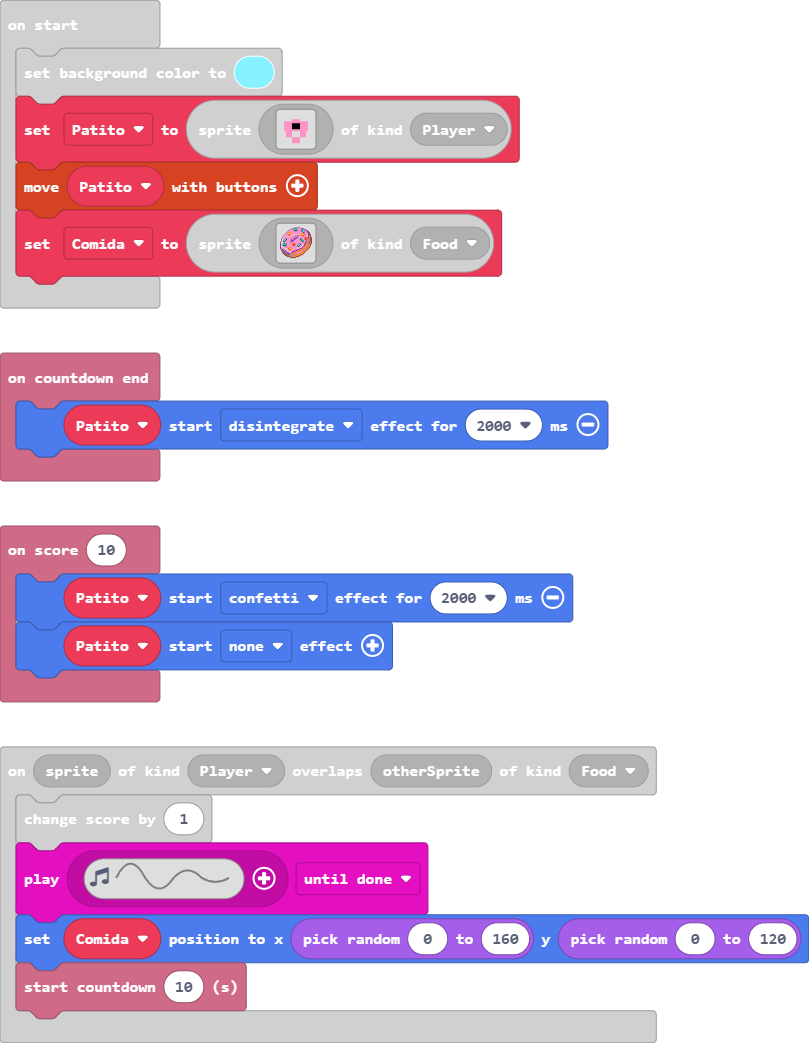 on start
set background color to
set Patito to sprite of kind Player
move Patito with buttons
set Comida to sprite of kind Food
on countdown end
Patito start disintegrate effect for 2000 ms
on score 10
Patito start confetti effect for 2000 ms
Patito start none effect
on sprite of kind Player overlaps otherSprite of kind Food
change score by 1
play until done
set Comida position to x pick random 0 to 160 y pick random 0 to 120
start countdown 10 (s)